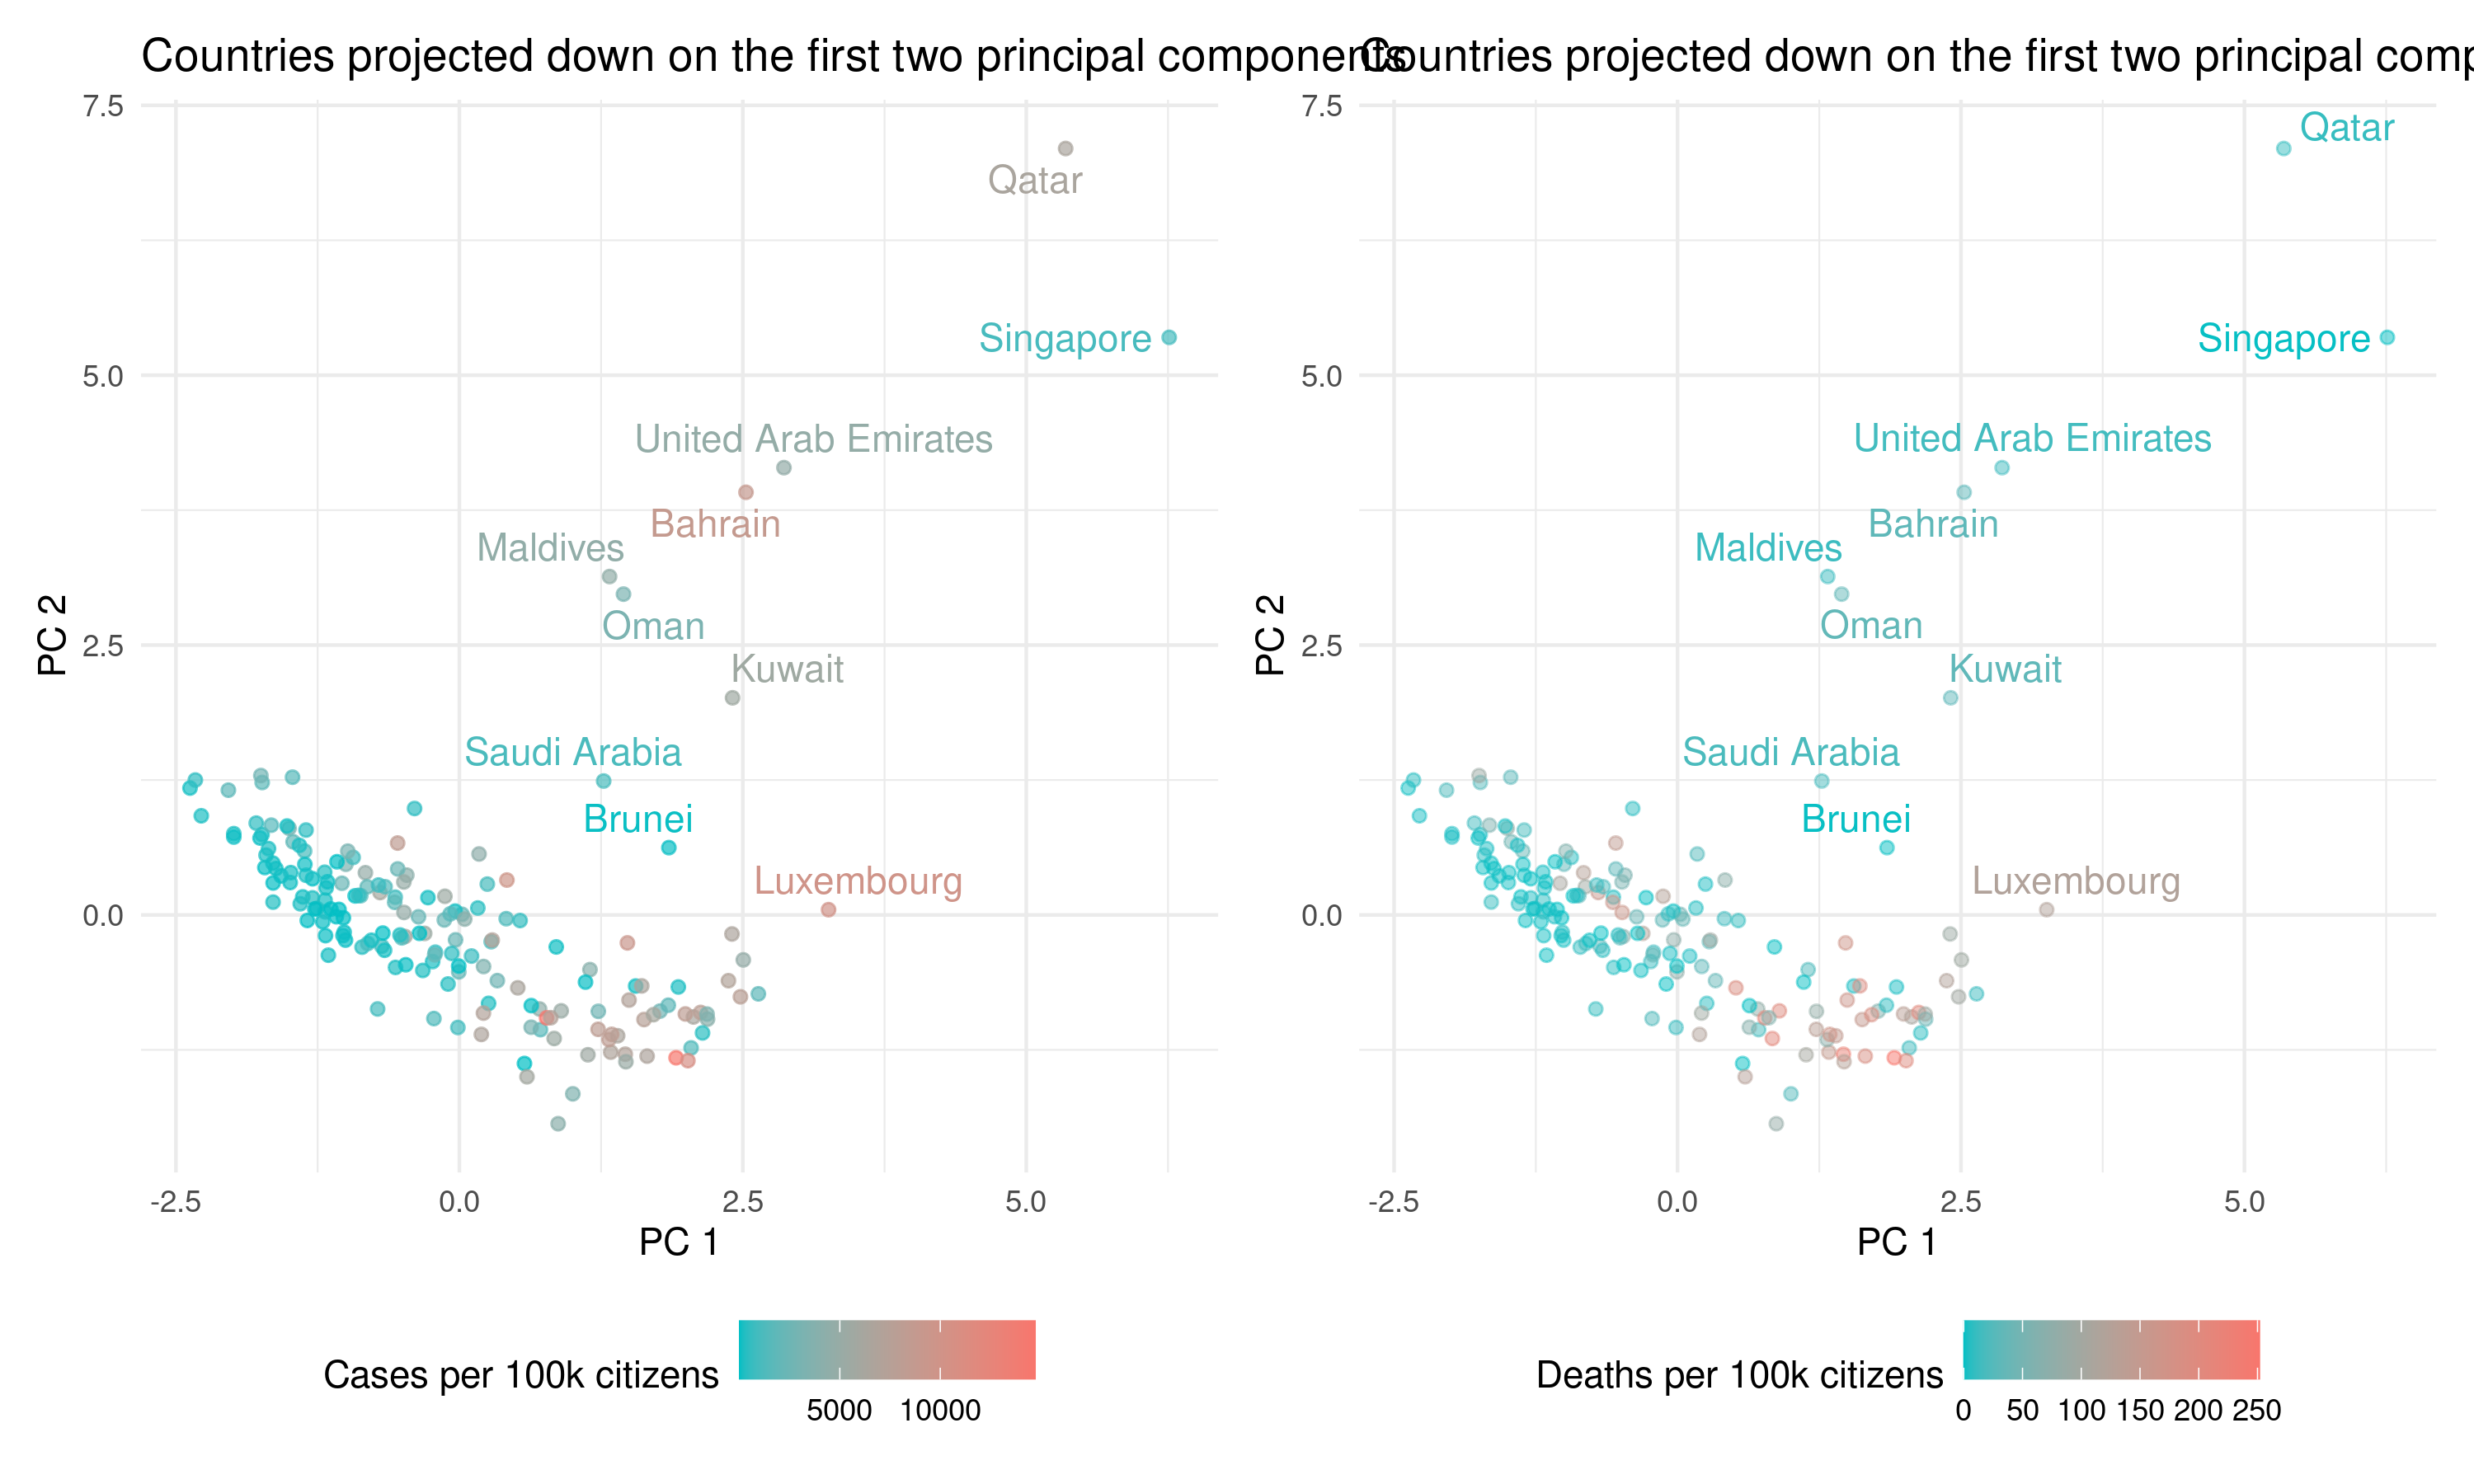 Countries projected down on the first two principal components
7.5
5.0
2.5
0.0
PC 2
Qatar
Singapore
United Arab Emirates
Bahrain
Maldives
Oman
Kuwait
Saudi Arabia
Brunei
Luxembourg
-2.5 0.0 2.5 5.0
PC 1
Cases per 100k citizens
5000 10000
Countries projected down on the first two principal comp
7.5
5.0
2.5
0.0
PC 2
Qatar
Singapore
United Arab Emirates
Bahrain
Maldives
Oman
Kuwait
Saudi Arabia
Brunei
Luxembourg
-2.5 0.0 2.5 5.0
PC 1
Deaths per 100k citizens
0 50 100 150 200 250